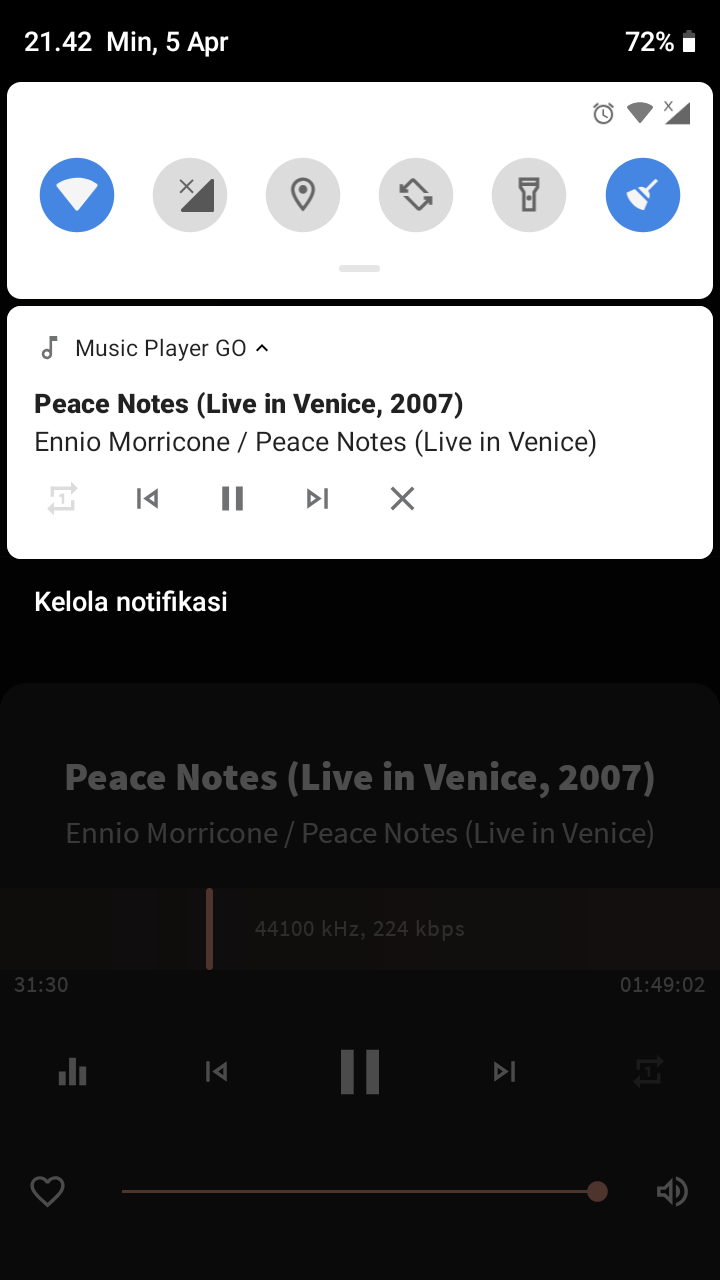 21.42 Min, 5 Apr
72%
Music Player GO
Peace Notes (Live in Venice, 2007)
Ennio Morricone / Peace Notes (Live in Venice)
1
Kelola notifikasi
Peace Notes (Live in Venice, 2007)
Ennio Morricone / Peace Notes (Live in Venice)
44100 kHz, 224 kbps
31:30
01:49:02
1